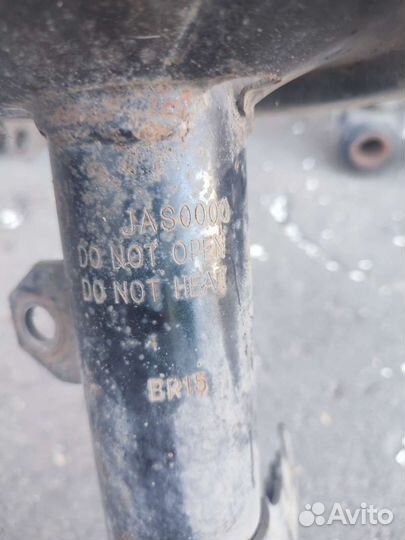 JAS0000
DO NOT OPEN
DO NOT HEAT
BR15
Avito